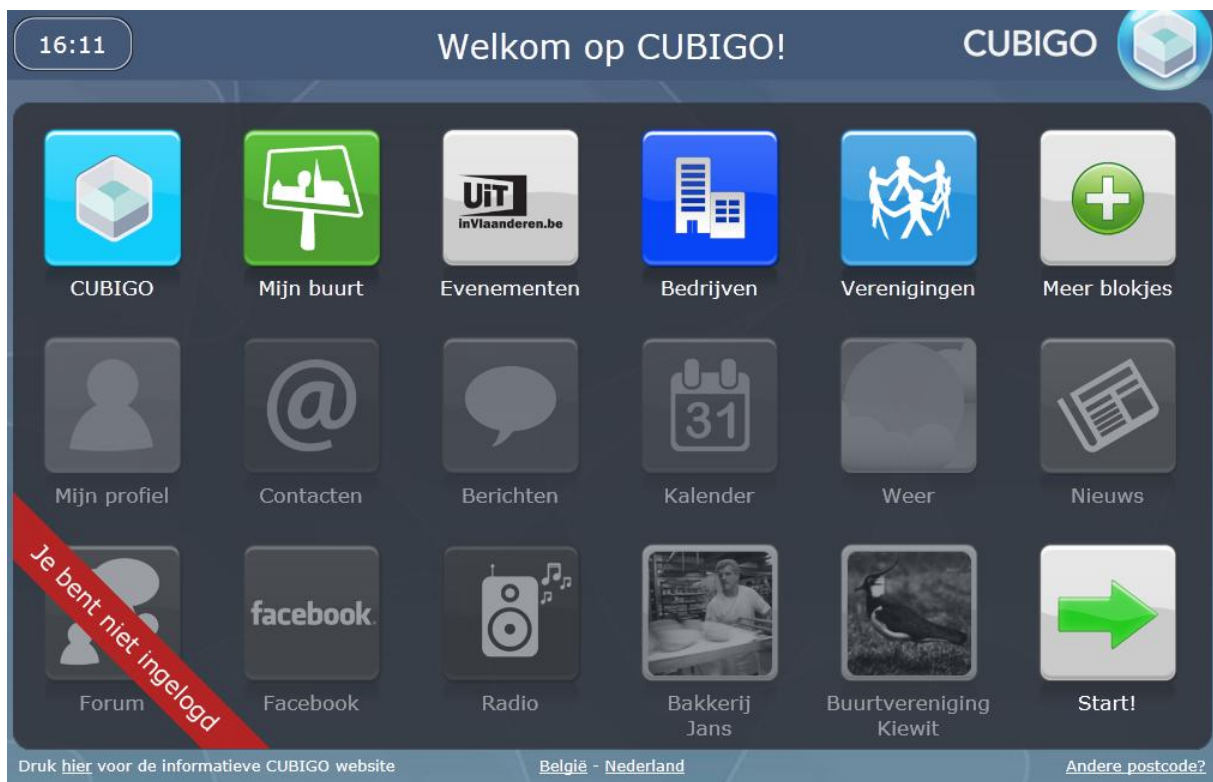 16:11
Welkom op CUBIGO!
CUBIGO
UiT
inVlaanderen.be
CUBIGO
Mijn buurt
Evenementen
Bedrijven
Verenigingen
Meer blokjes
@
31
Mijn profiel
Contacten
Berichten
Kalender
Weer
Nieuws
Je bent niet ingelogd
facebook.
Forum
Facebook
Radio
Bakkerij
Jans
Buurtvereniging
Kiewit
Start!
Druk hier voor de informatieve CUBIGO website
België - Nederland
Andere postcode?